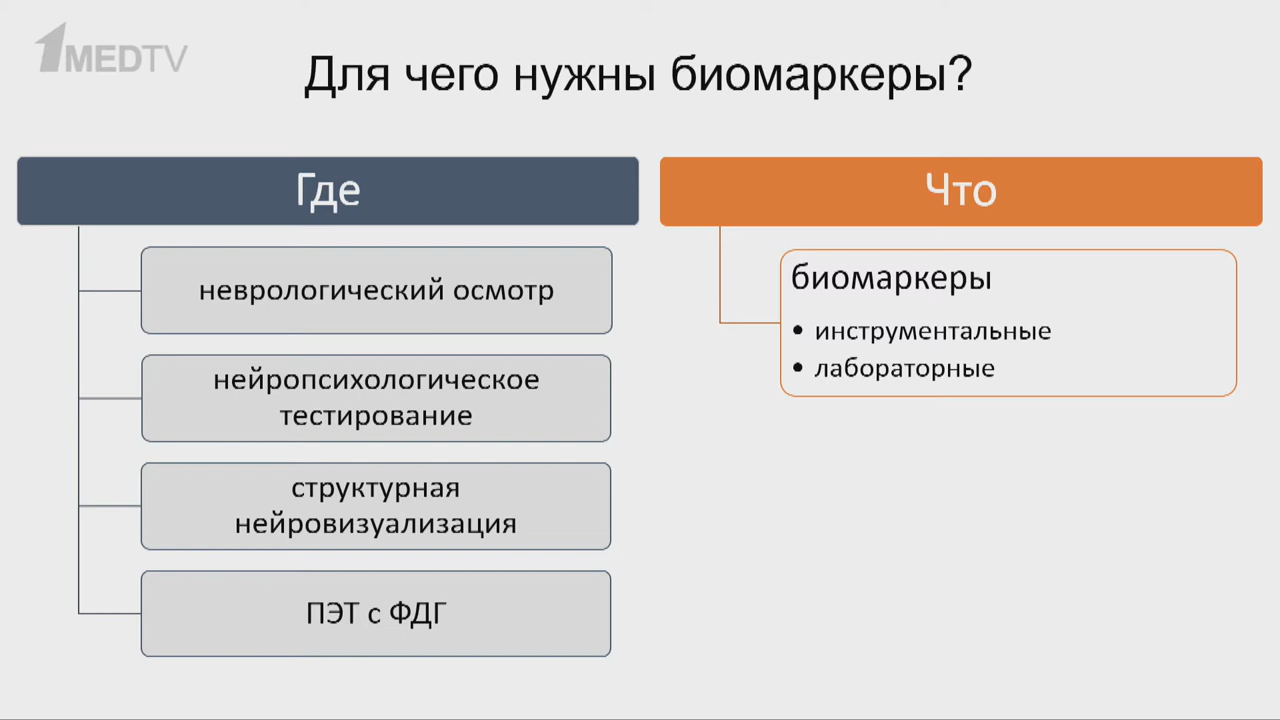 1MEDTV
Для чего нужны биомаркеры?
Где
неврологический осмотр
нейропсихологическое
тестирование
структурная
нейровизуализация
ПЭТ с ФДГ
Что
биомаркеры
• инструментальные
• лабораторные